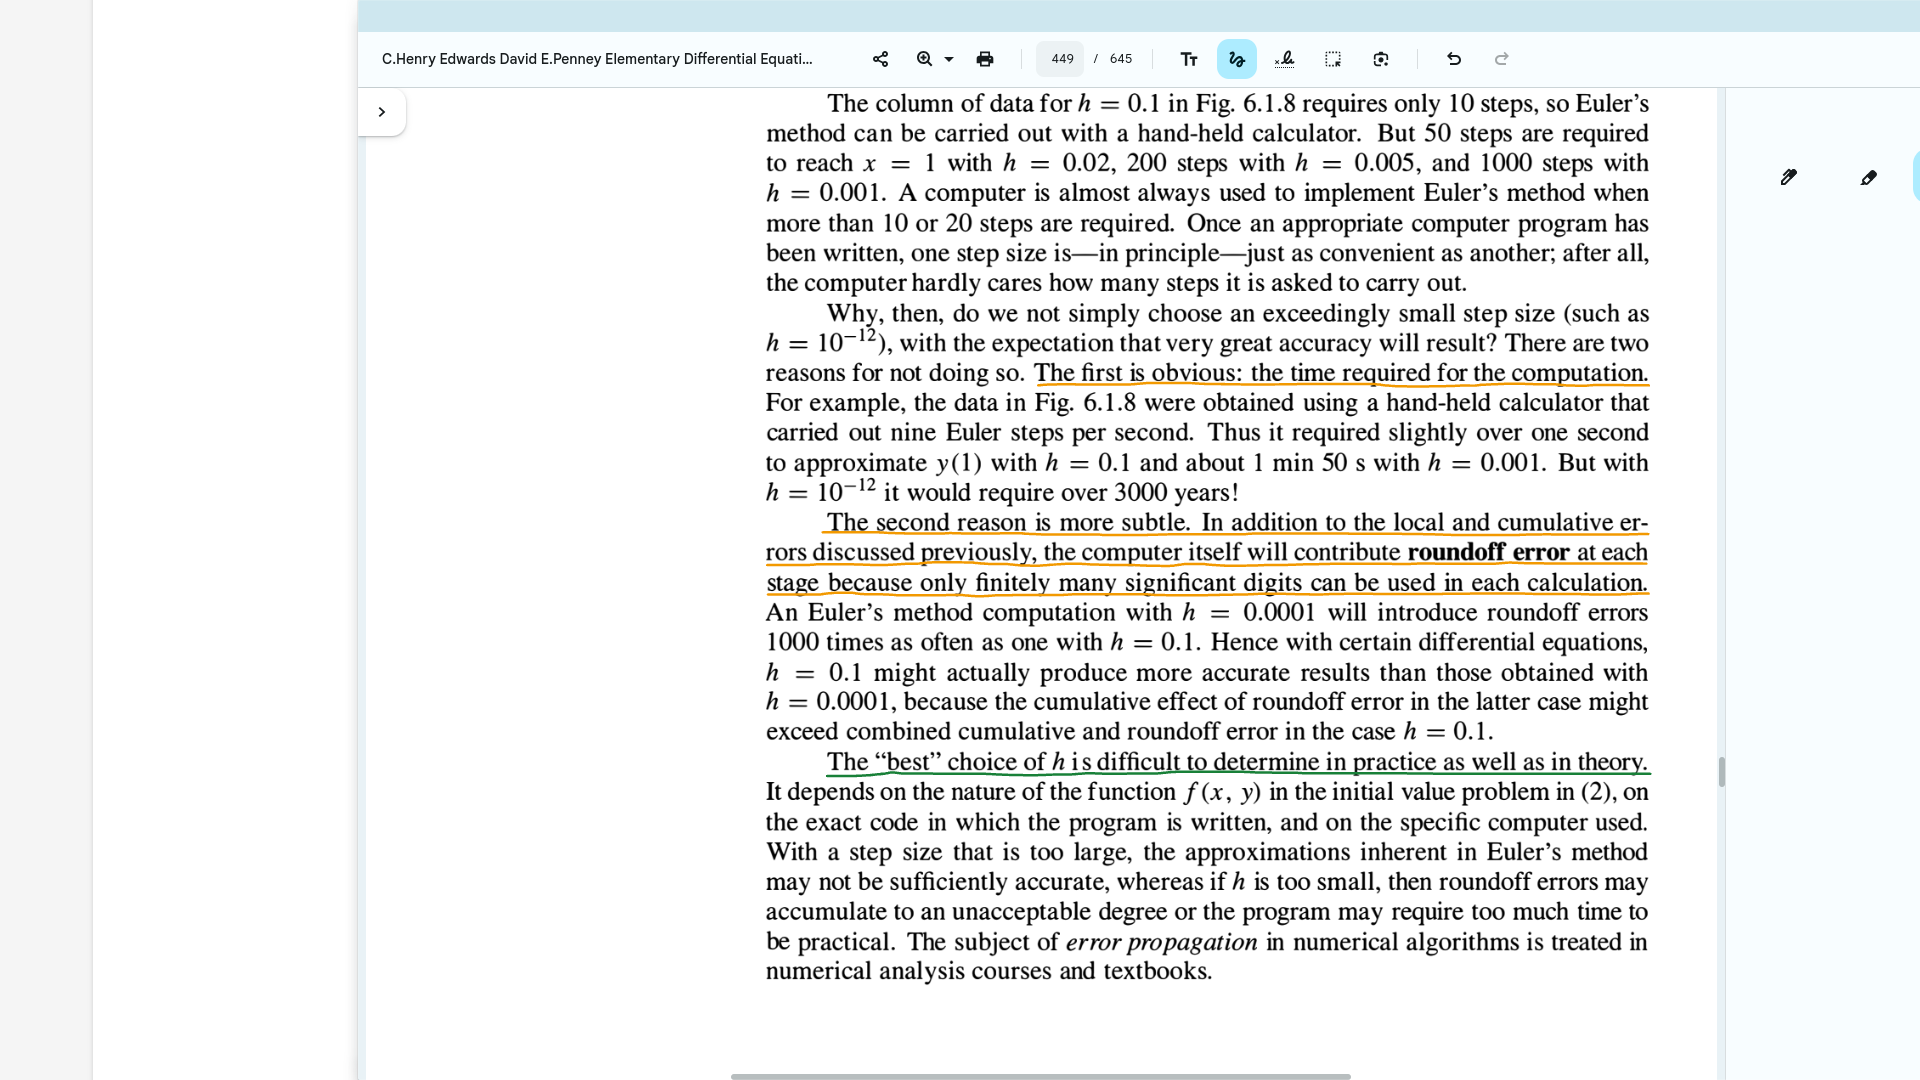 C.Henry Edwards David E.Penney Elementary Differential Equati...
449 / 645
The column of data for h = 0.1 in Fig. 6.1.8 requires only 10 steps, so Euler’s
method can be carried out with a hand-held calculator. But 50 steps are required
to reach x = 1 with h = 0.02, 200 steps with h = 0.005, and 1000 steps with
h = 0.001. A computer is almost always used to implement Euler’s method when
more than 10 or 20 steps are required. Once an appropriate computer program has
been written, one step size is—in principle—just as convenient as another; after all,
the computer hardly cares how many steps it is asked to carry out.
Why, then, do we not simply choose an exceedingly small step size (such as
h = 10⁻¹²), with the expectation that very great accuracy will result? There are two
reasons for not doing so. The first is obvious: the time required for the computation.
For example, the data in Fig. 6.1.8 were obtained using a hand-held calculator that
carried out nine Euler steps per second. Thus it required slightly over one second
to approximate y(1) with h = 0.1 and about 1 min 50 s with h = 0.001. But with
h = 10⁻¹² it would require over 3000 years!
The second reason is more subtle. In addition to the local and cumulative er-
rors discussed previously, the computer itself will contribute roundoff error at each
stage because only finitely many significant digits can be used in each calculation.
An Euler’s method computation with h = 0.0001 will introduce roundoff errors
1000 times as often as one with h = 0.1. Hence with certain differential equations,
h = 0.1 might actually produce more accurate results than those obtained with
h = 0.0001, because the cumulative effect of roundoff error in the latter case might
exceed combined cumulative and roundoff error in the case h = 0.1.
The “best” choice of h is difficult to determine in practice as well as in theory.
It depends on the nature of the function f(x, y) in the initial value problem in (2), on
the exact code in which the program is written, and on the specific computer used.
With a step size that is too large, the approximations inherent in Euler’s method
may not be sufficiently accurate, whereas if h is too small, then roundoff errors may
accumulate to an unacceptable degree or the program may require too much time to
be practical. The subject of error propagation in numerical algorithms is treated in
numerical analysis courses and textbooks.